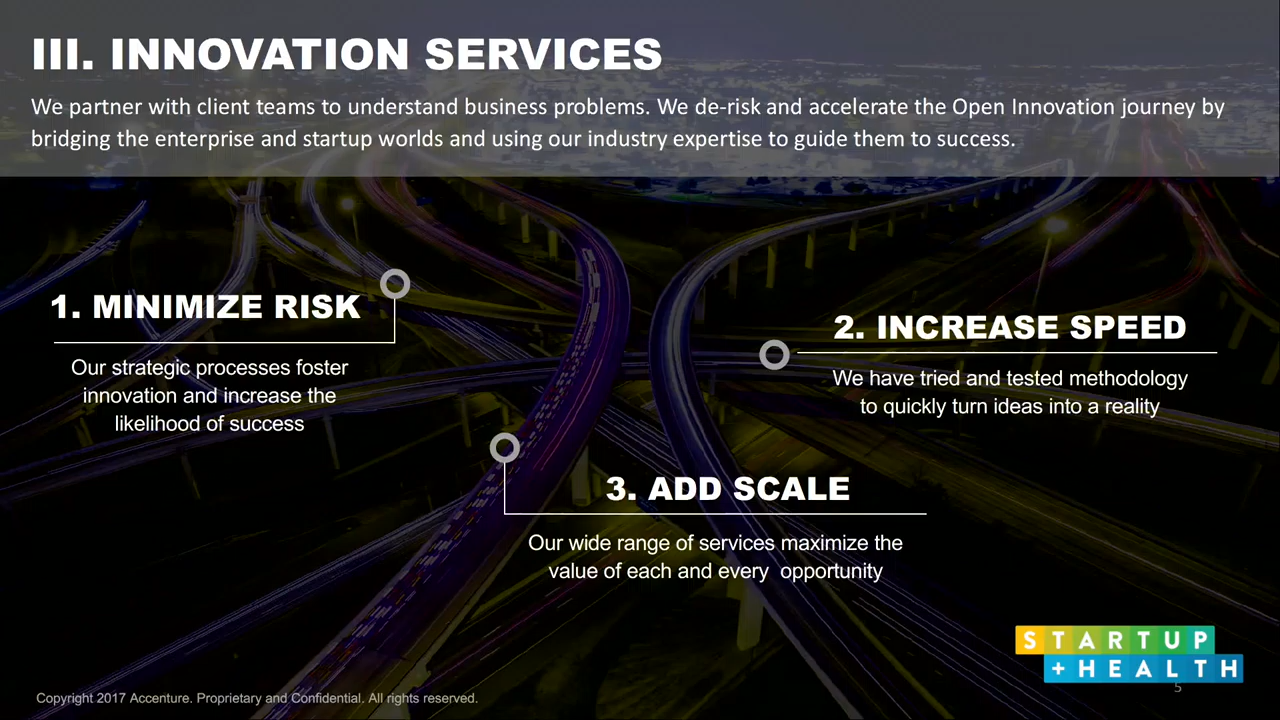 III. INNOVATION SERVICES
We partner with client teams to understand business problems. We de-risk and accelerate the Open Innovation journey by
bridging the enterprise and startup worlds and using our industry expertise to guide them to success.
1. MINIMIZE RISK
Our strategic processes foster
innovation and increase the
likelihood of success
2. INCREASE SPEED
We have tried and tested methodology
to quickly turn ideas into a reality
3. ADD SCALE
Our wide range of services maximize the
value of each and every  opportunity
STARTUP
+HEALTH
5
Copyright 2017 Accenture. Proprietary and Confidential. All rights reserved.